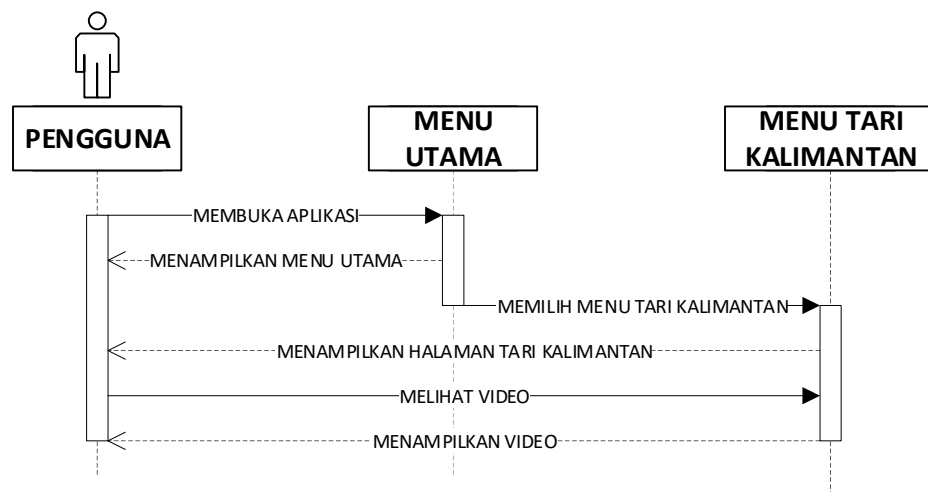 PENGGUNA
MENU
UTAMA
MENU TARI
KALIMANTAN
MEMBUKA APLIKASI
MENAMPILKAN MENU UTAMA
MEMILIH MENU TARI KALIMANTAN
MENAMPILKAN HALAMAN TARI KALIMANTAN
MELIHAT VIDEO
MENAMPILKAN VIDEO